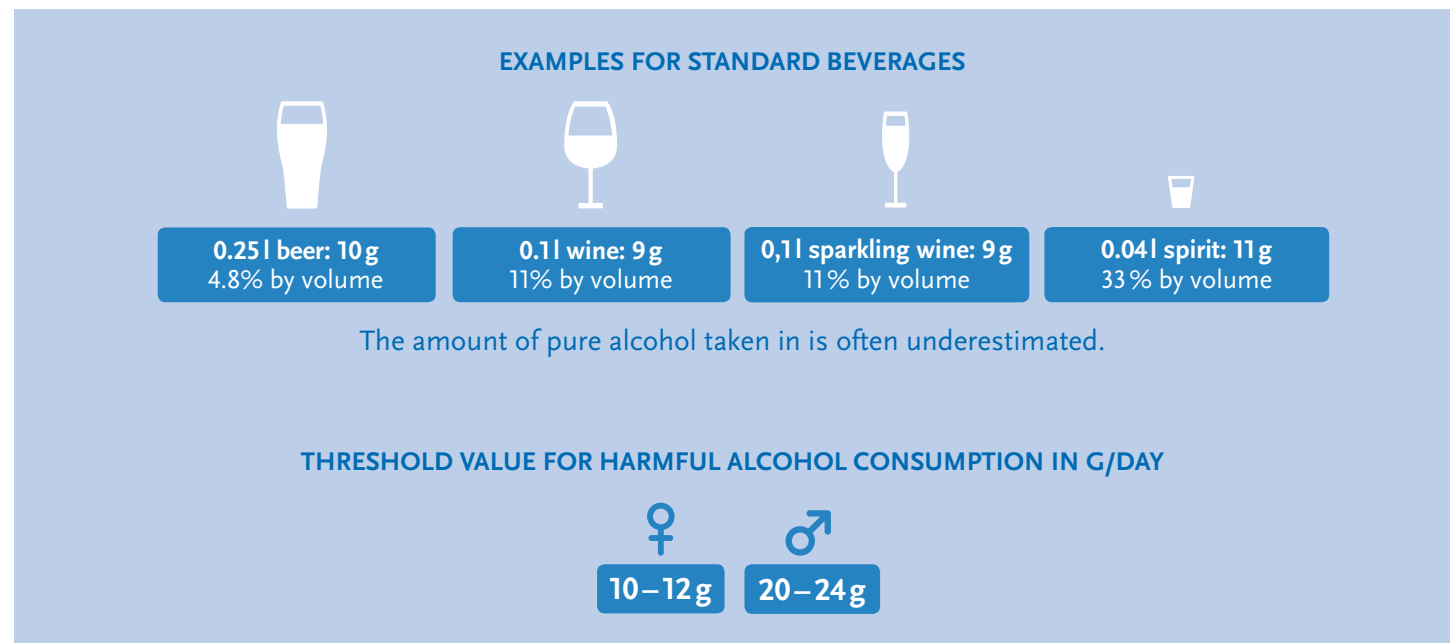 EXAMPLES FOR STANDARD BEVERAGES
0.25 l beer: 10 g
4.8% by volume
0.1 l wine: 9 g
11% by volume
0,1 l sparkling wine: 9 g
11 % by volume
0.04 l spirit: 11 g
33 % by volume
The amount of pure alcohol taken in is often underestimated.
THRESHOLD VALUE FOR HARMFUL ALCOHOL CONSUMPTION IN G/DAY
♀ ♂
10 – 12 g
20 – 24 g